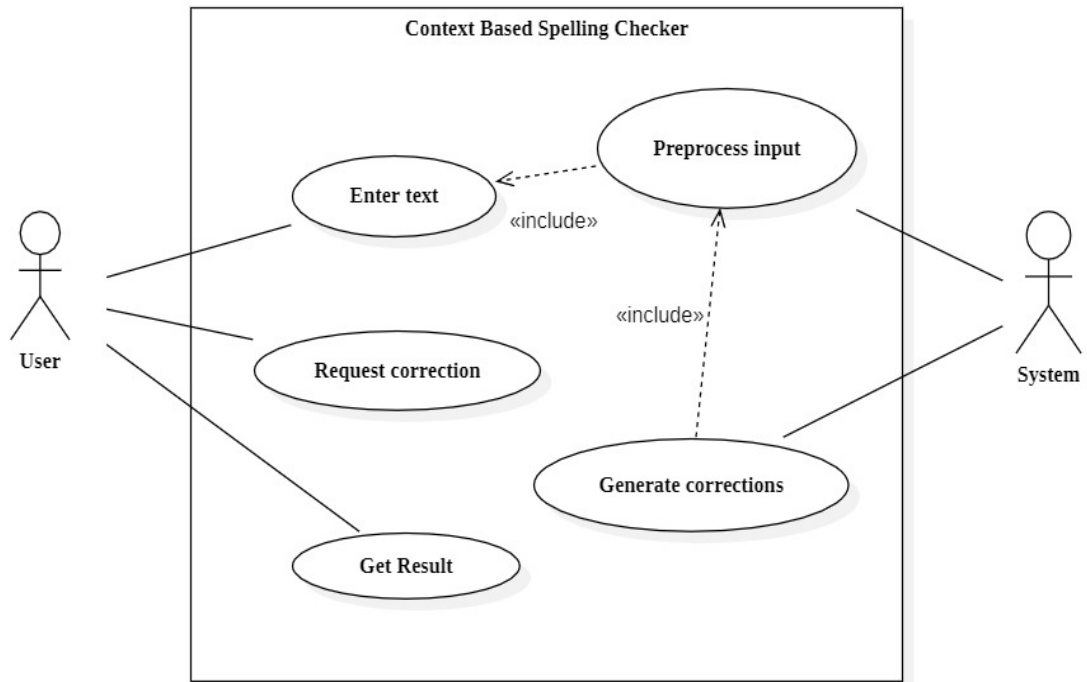 Context Based Spelling Checker
Preprocess input
Enter text
«include»
«include»
User
Request correction
System
Generate corrections
Get Result